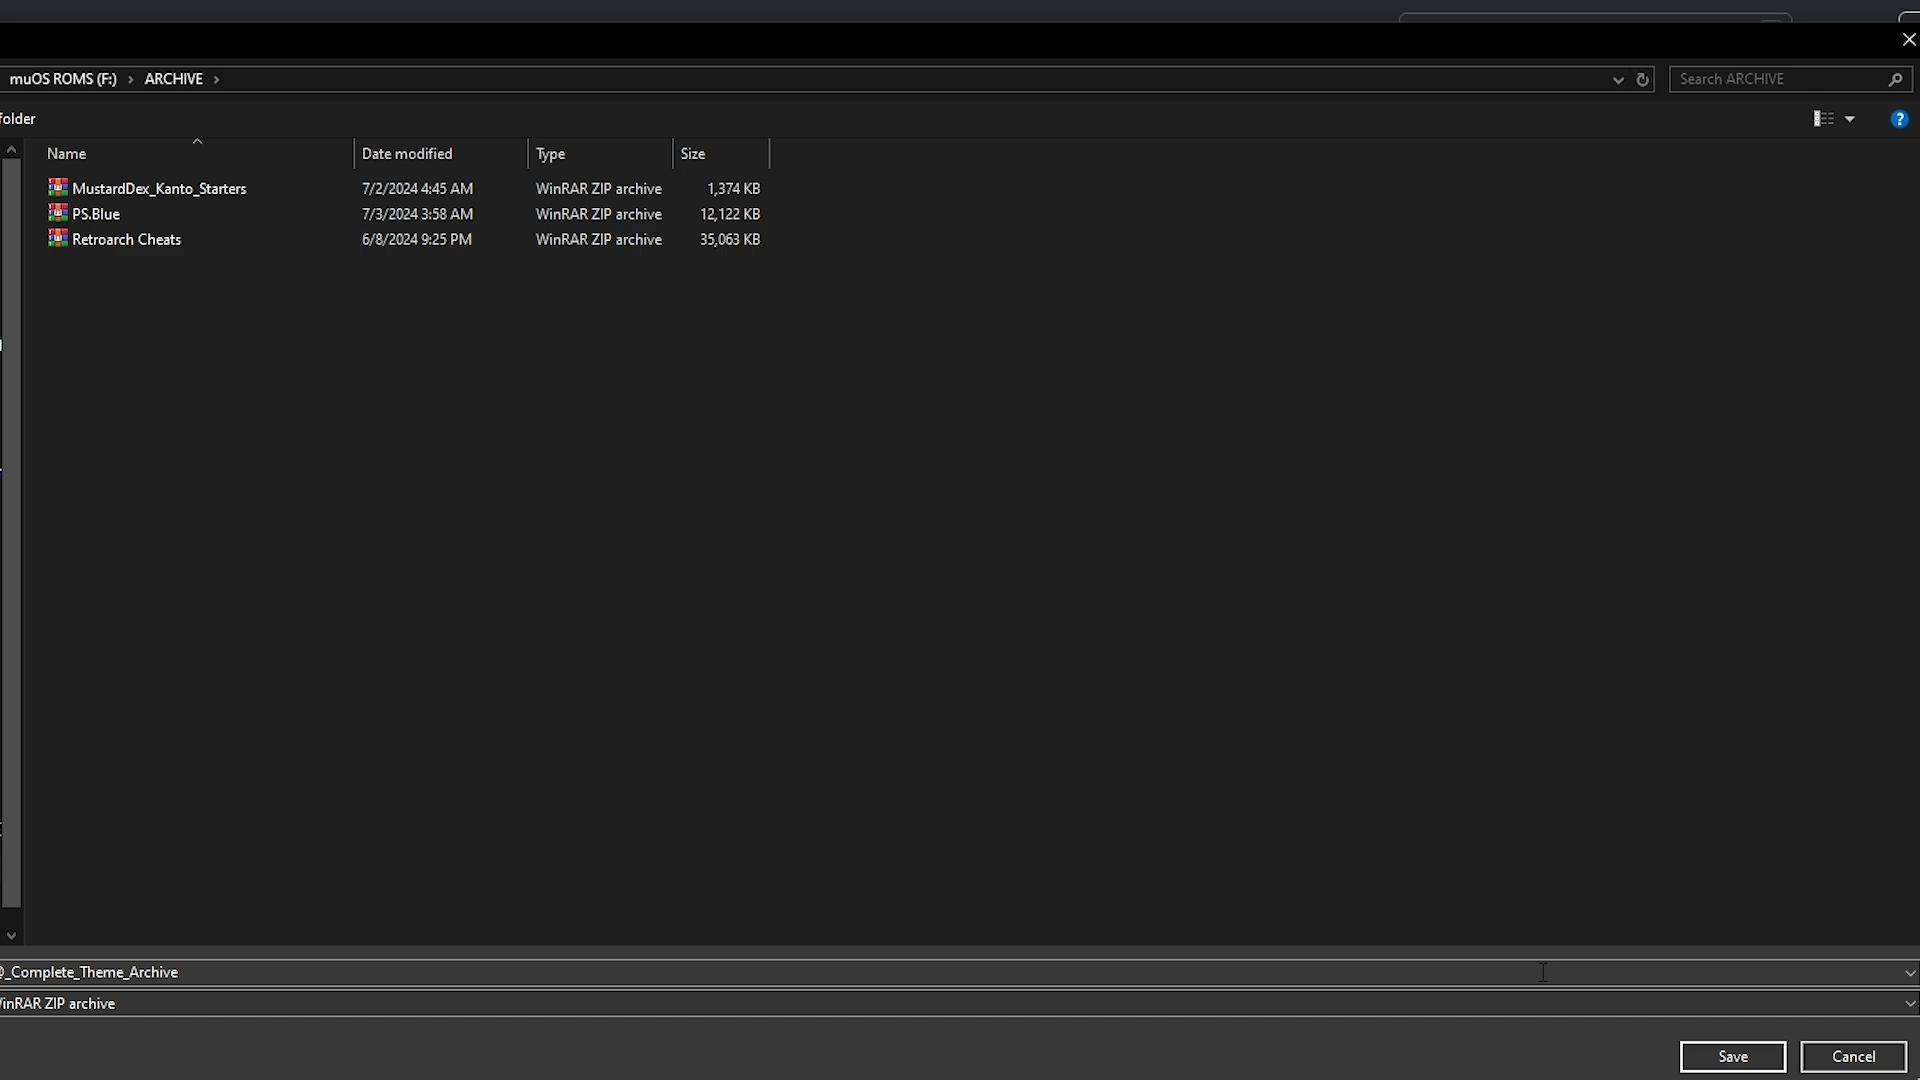 muOS ROMS (F:) › ARCHIVE ›
Search ARCHIVE
folder
Name Date modified Type Size
MustardDex_Kanto_Starters 7/2/2024 4:45 AM WinRAR ZIP archive 1,374 KB
PS.Blue 7/3/2024 3:58 AM WinRAR ZIP archive 12,122 KB
Retroarch Cheats 6/8/2024 9:25 PM WinRAR ZIP archive 35,063 KB
_Complete_Theme_Archive
inRAR ZIP archive
Save Cancel